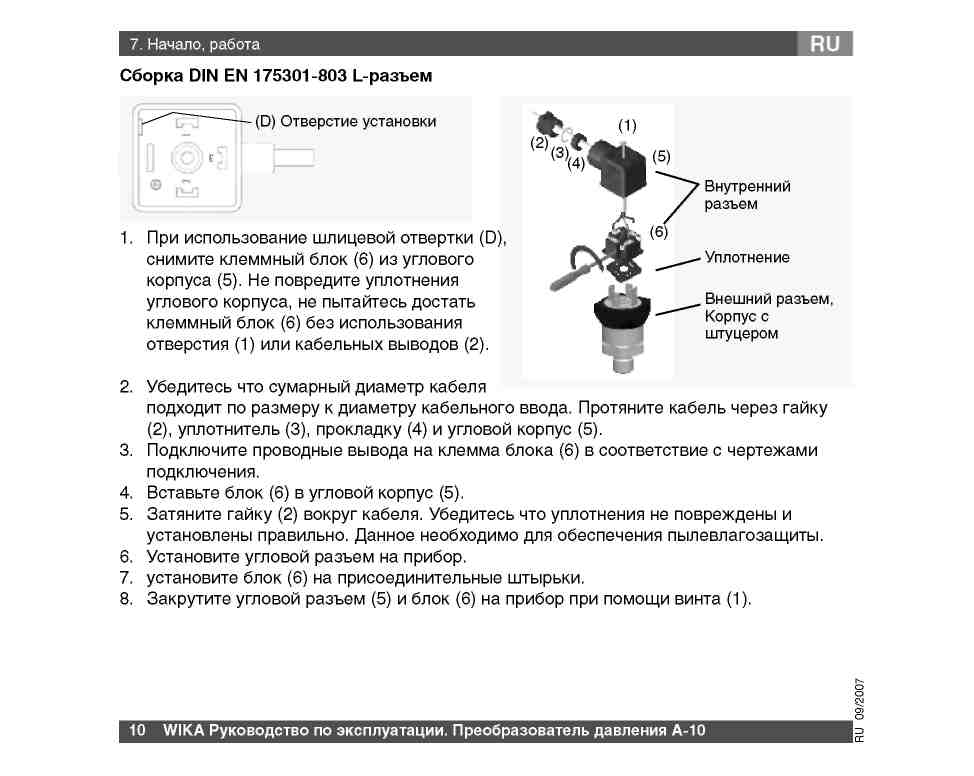 7. Начало, работа
RU
Сборка DIN EN 175301-803 L-разъем
(D) Отверстие установки
(1)
(2)
(3)
(4)
(5)
Внутренний
разъем
(6)
Уплотнение
Внешний разъем,
Корпус с
штуцером
1. При использование шлицевой отвертки (D),
снимите клеммный блок (6) из углового
корпуса (5). Не повредите уплотнения
углового корпуса, не пытайтесь достать
клеммный блок (6) без использования
отверстия (1) или кабельных выводов (2).
2. Убедитесь что сумарный диаметр кабеля
подходит по размеру к диаметру кабельного ввода. Протяните кабель через гайку
(2), уплотнитель (3), прокладку (4) и угловой корпус (5).
3. Подключите проводные вывода на клемма блока (6) в соответствие с чертежами
подключения.
4. Вставьте блок (6) в угловой корпус (5).
5. Затяните гайку (2) вокруг кабеля. Убедитесь что уплотнения не повреждены и
установлены правильно. Данное необходимо для обеспечения пылевлагозащиты.
6. Установите угловой разъем на прибор.
7. установите блок (6) на присоединительные штырьки.
8. Закрутите угловой разъем (5) и блок (6) на прибор при помощи винта (1).
RU 09/2007
10 WIKA Руководство по эксплуатации. Преобразователь давления A-10